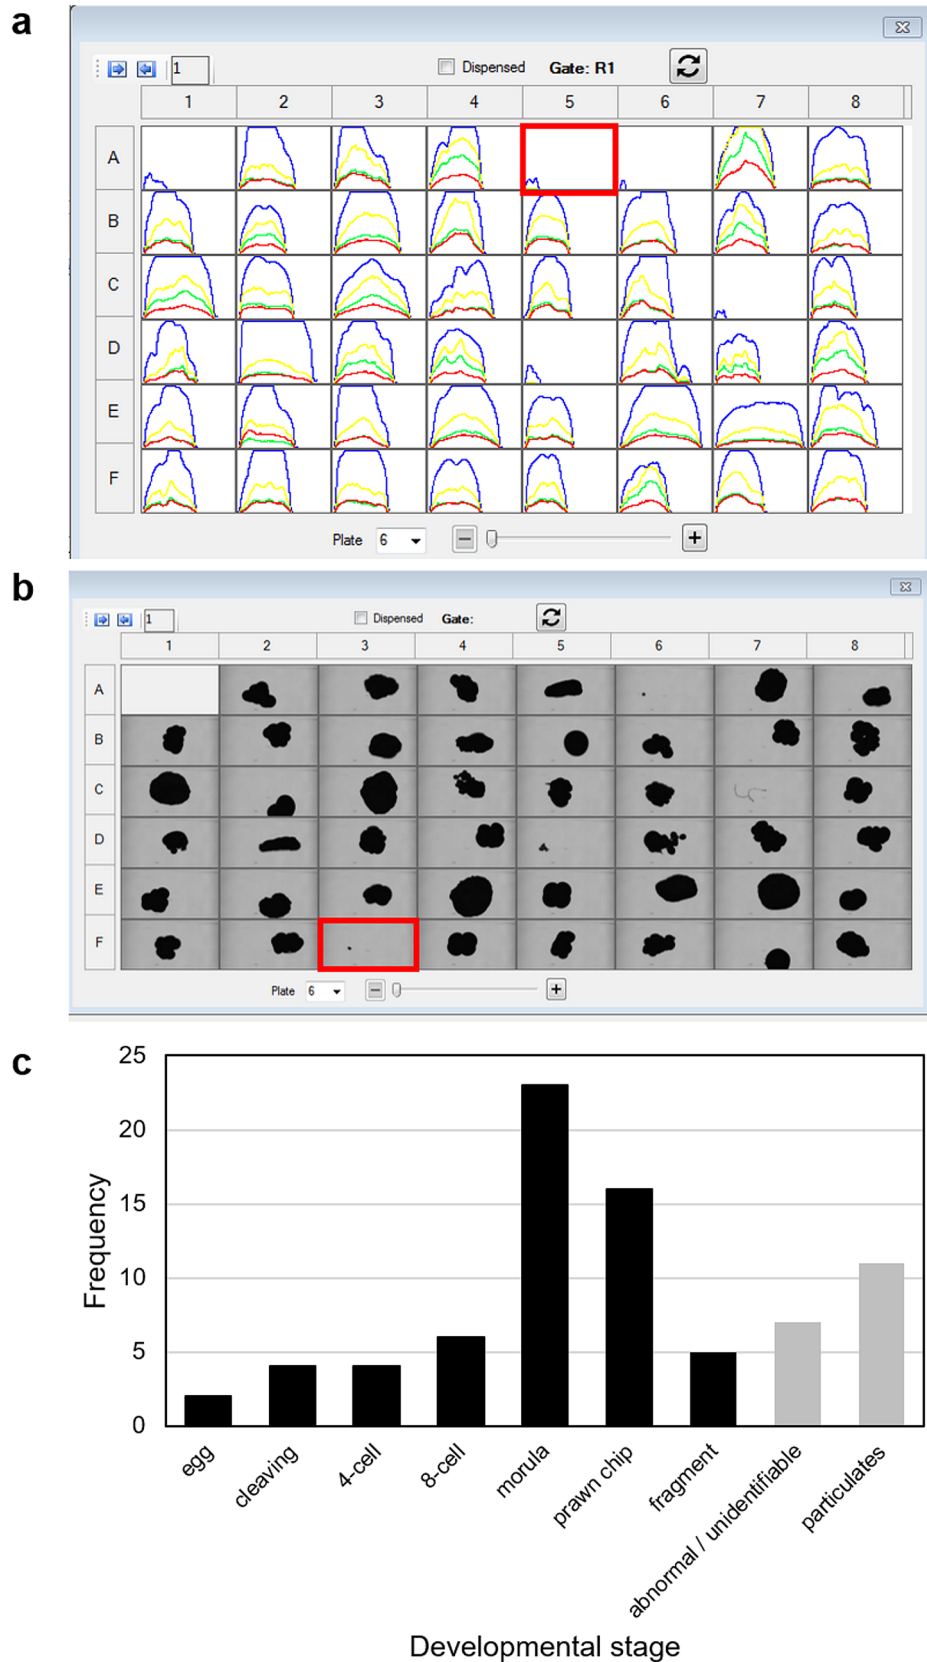 a
1 Dispensed Gate: R1
1 2 3 4 5 6 7 8
A
B
C
D
E
F
Plate 6
b
1 Dispensed Gate:
1 2 3 4 5 6 7 8
A
B
C
D
E
F
Plate 6
c
25
20
15
10
5
0
Frequency
egg
cleaving
4-cell
8-cell
morula
prawn chip
fragment
abnormal / unidentifiable
particulates
Developmental stage